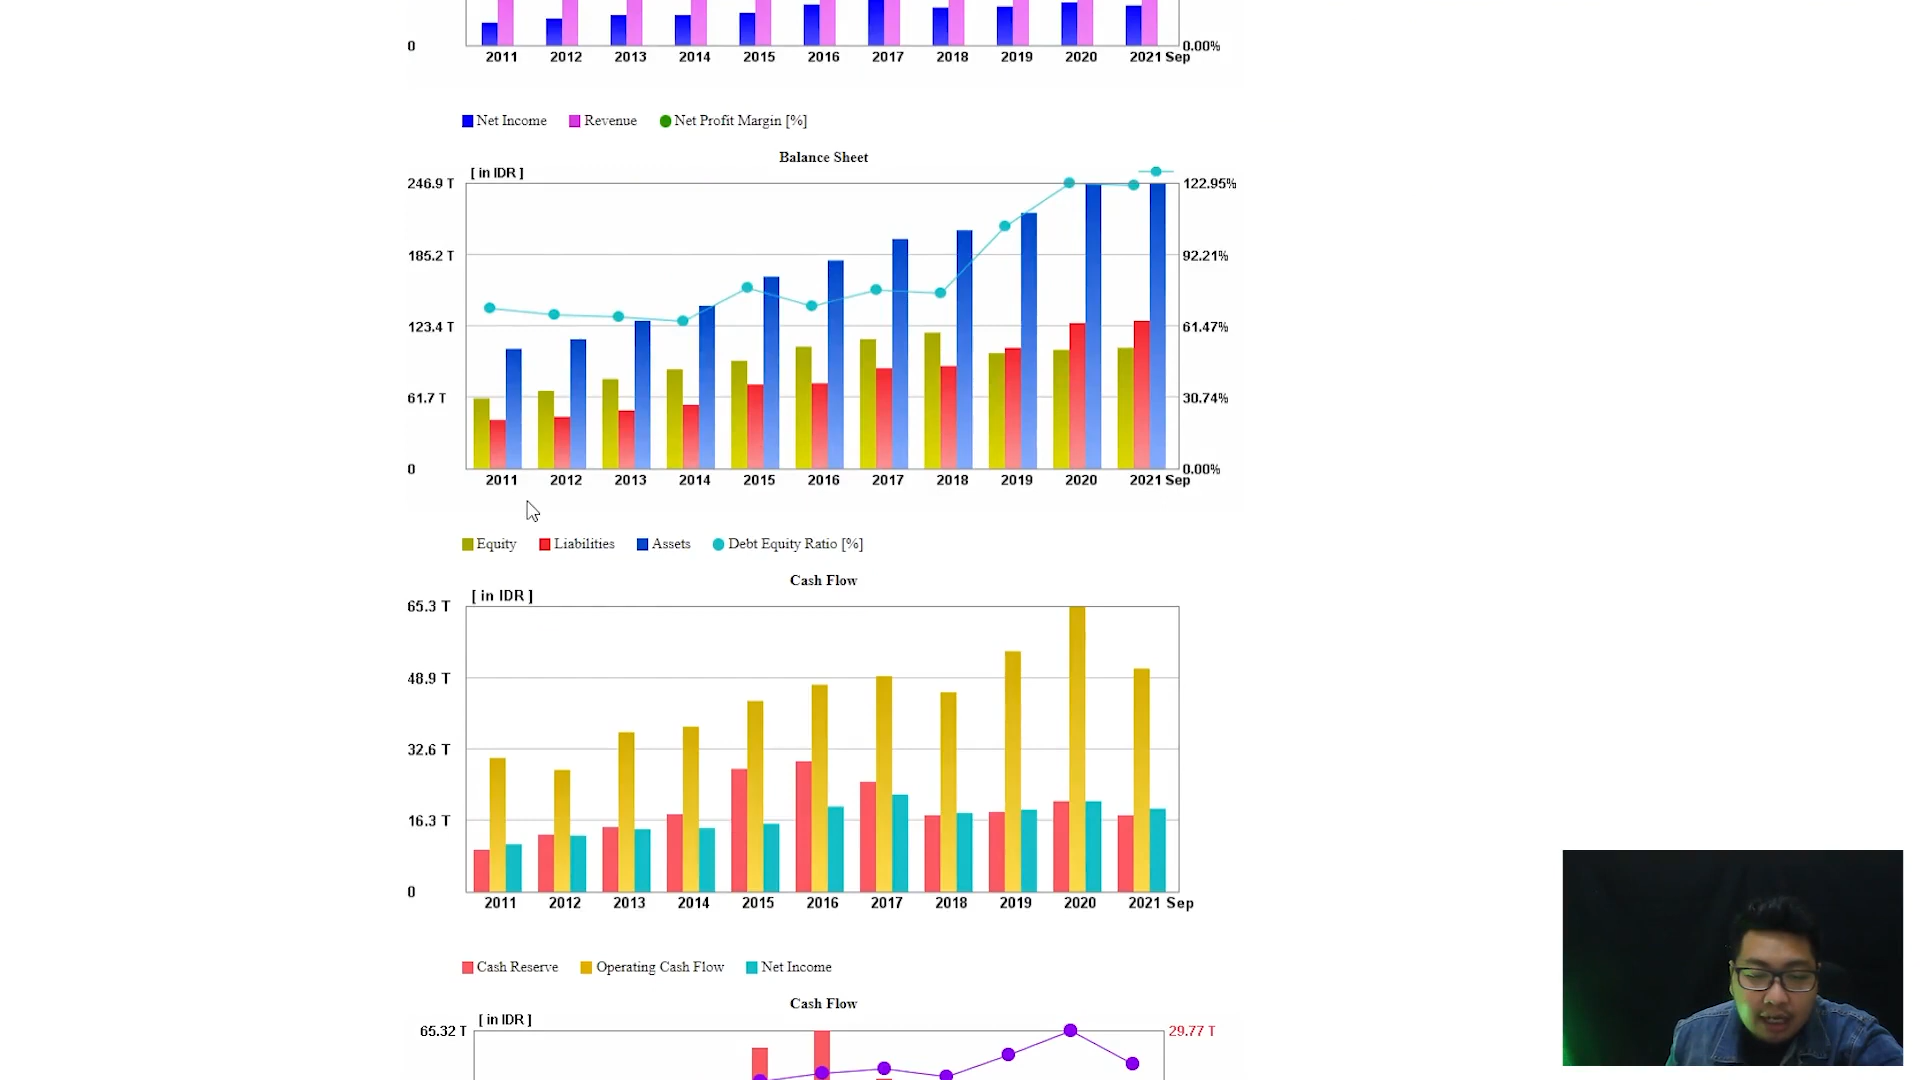 0 0.00%
2011 2012 2013 2014 2015 2016 2017 2018 2019 2020 2021 Sep
Net Income Revenue Net Profit Margin [%]
Balance Sheet
[ in IDR ]
246.9 T 122.95%
185.2 T 92.21%
123.4 T 61.47%
61.7 T 30.74%
0 0.00%
2011 2012 2013 2014 2015 2016 2017 2018 2019 2020 2021 Sep
Equity Liabilities Assets Debt Equity Ratio [%]
Cash Flow
[ in IDR ]
65.3 T
48.9 T
32.6 T
16.3 T
0
2011 2012 2013 2014 2015 2016 2017 2018 2019 2020 2021 Sep
Cash Reserve Operating Cash Flow Net Income
Cash Flow
[ in IDR ]
65.32 T 29.77 T